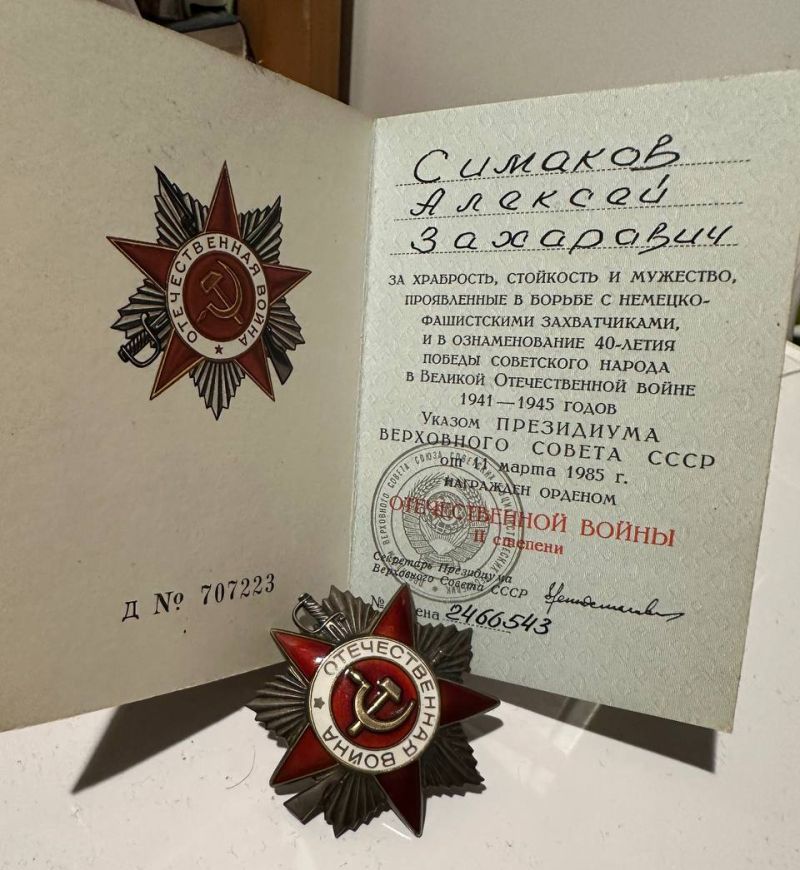 ОТЕЧЕСТВЕННАЯ ВОЙНА
Д № 707223
Симаков
Алексей
Захаравич
ЗА ХРАБРОСТЬ, СТОЙКОСТЬ И МУЖЕСТВО,
ПРОЯВЛЕННЫЕ В БОРЬБЕ С НЕМЕЦКО-
ФАШИСТСКИМИ ЗАХВАТЧИКАМИ,
И В ОЗНАМЕНОВАНИЕ 40-ЛЕТИЯ
ПОБЕДЫ СОВЕТСКОГО НАРОДА
В ВЕЛИКОЙ ОТЕЧЕСТВЕННОЙ ВОЙНЕ
1941—1945 ГОДОВ
УКАЗОМ ПРЕЗИДИУМА
ВЕРХОВНОГО СОВЕТА СССР
от 11 марта 1985 г.
НАГРАЖДЕН ОРДЕНОМ
ОТЕЧЕСТВЕННОЙ ВОЙНЫ
II степени
Секретарь Президиума
Верховного Совета СССР
№ 2466543
ОТЕЧЕСТВЕННАЯ ВОЙНА